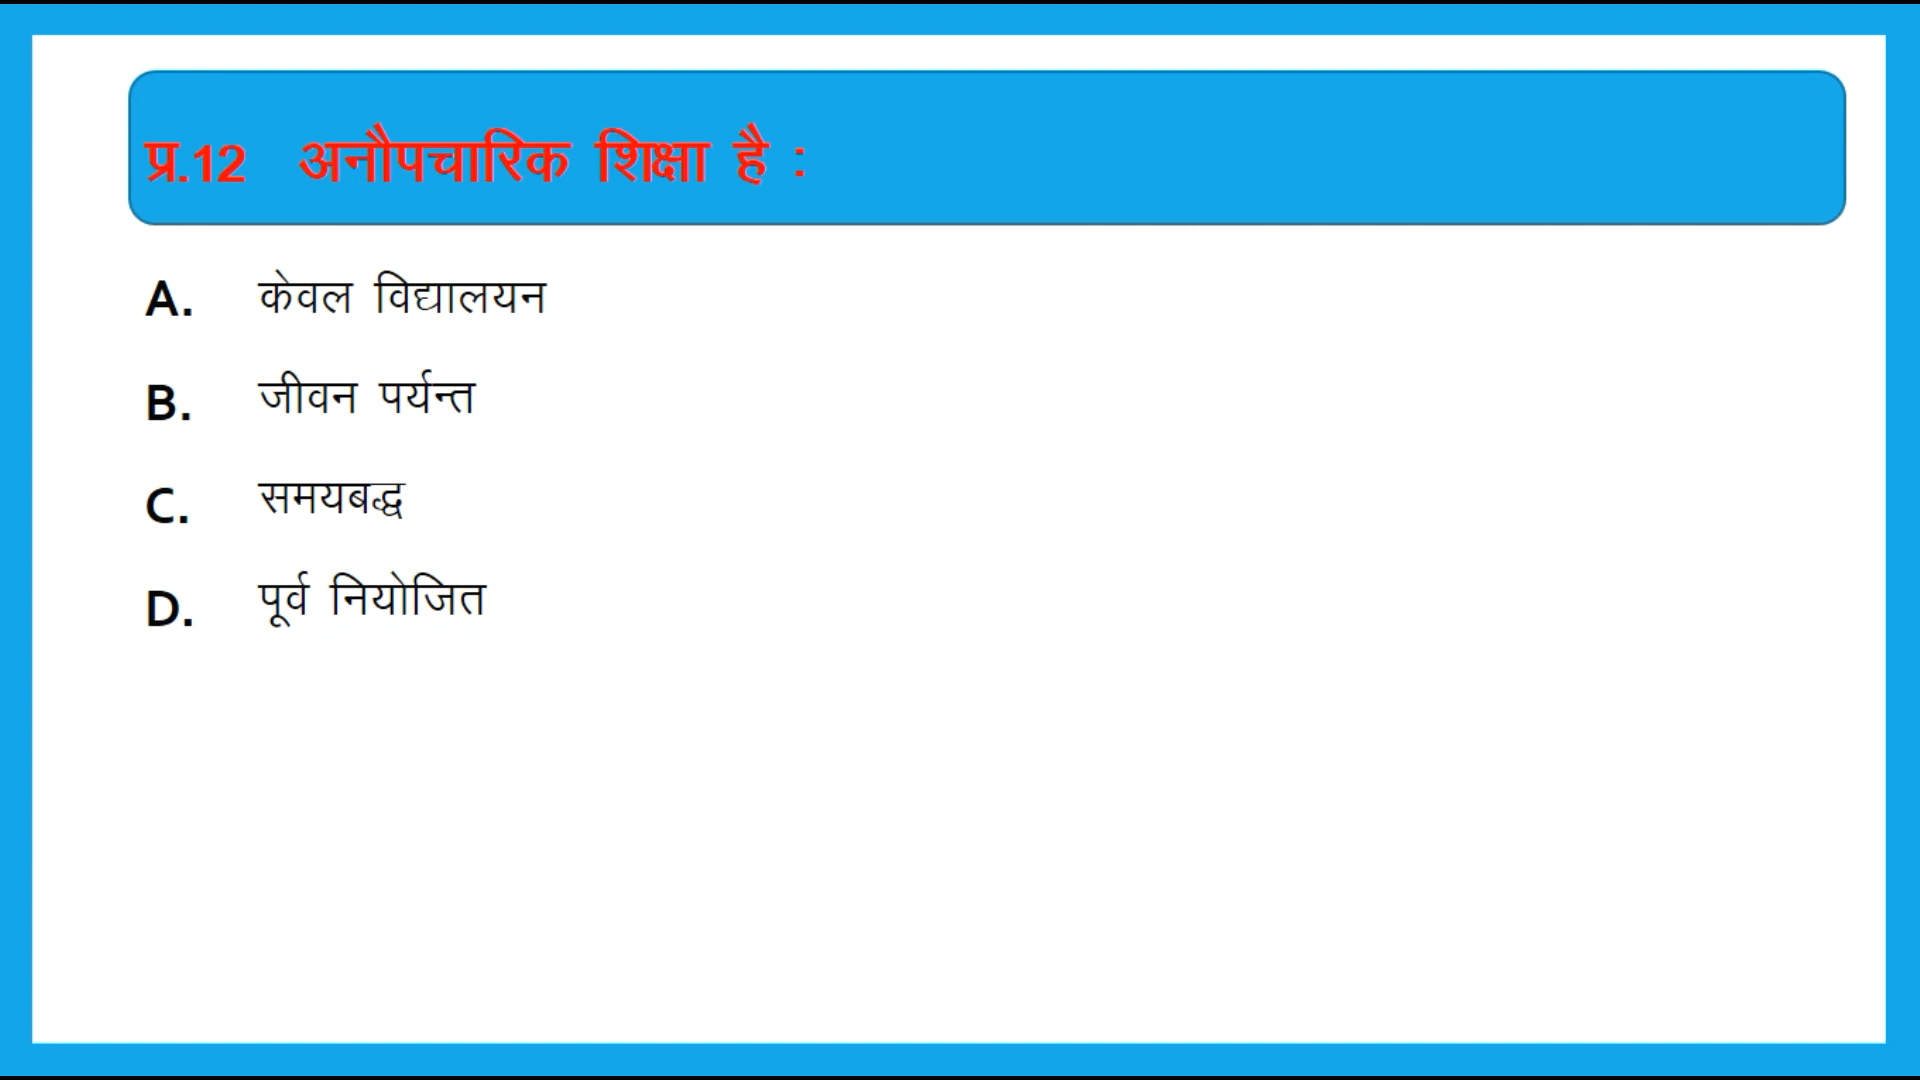 प्र.12 अनौपचारिक शिक्षा है :
A. केवल विद्यालयन
B. जीवन पर्यन्त
C. समयबद्ध
D. पूर्व नियोजित